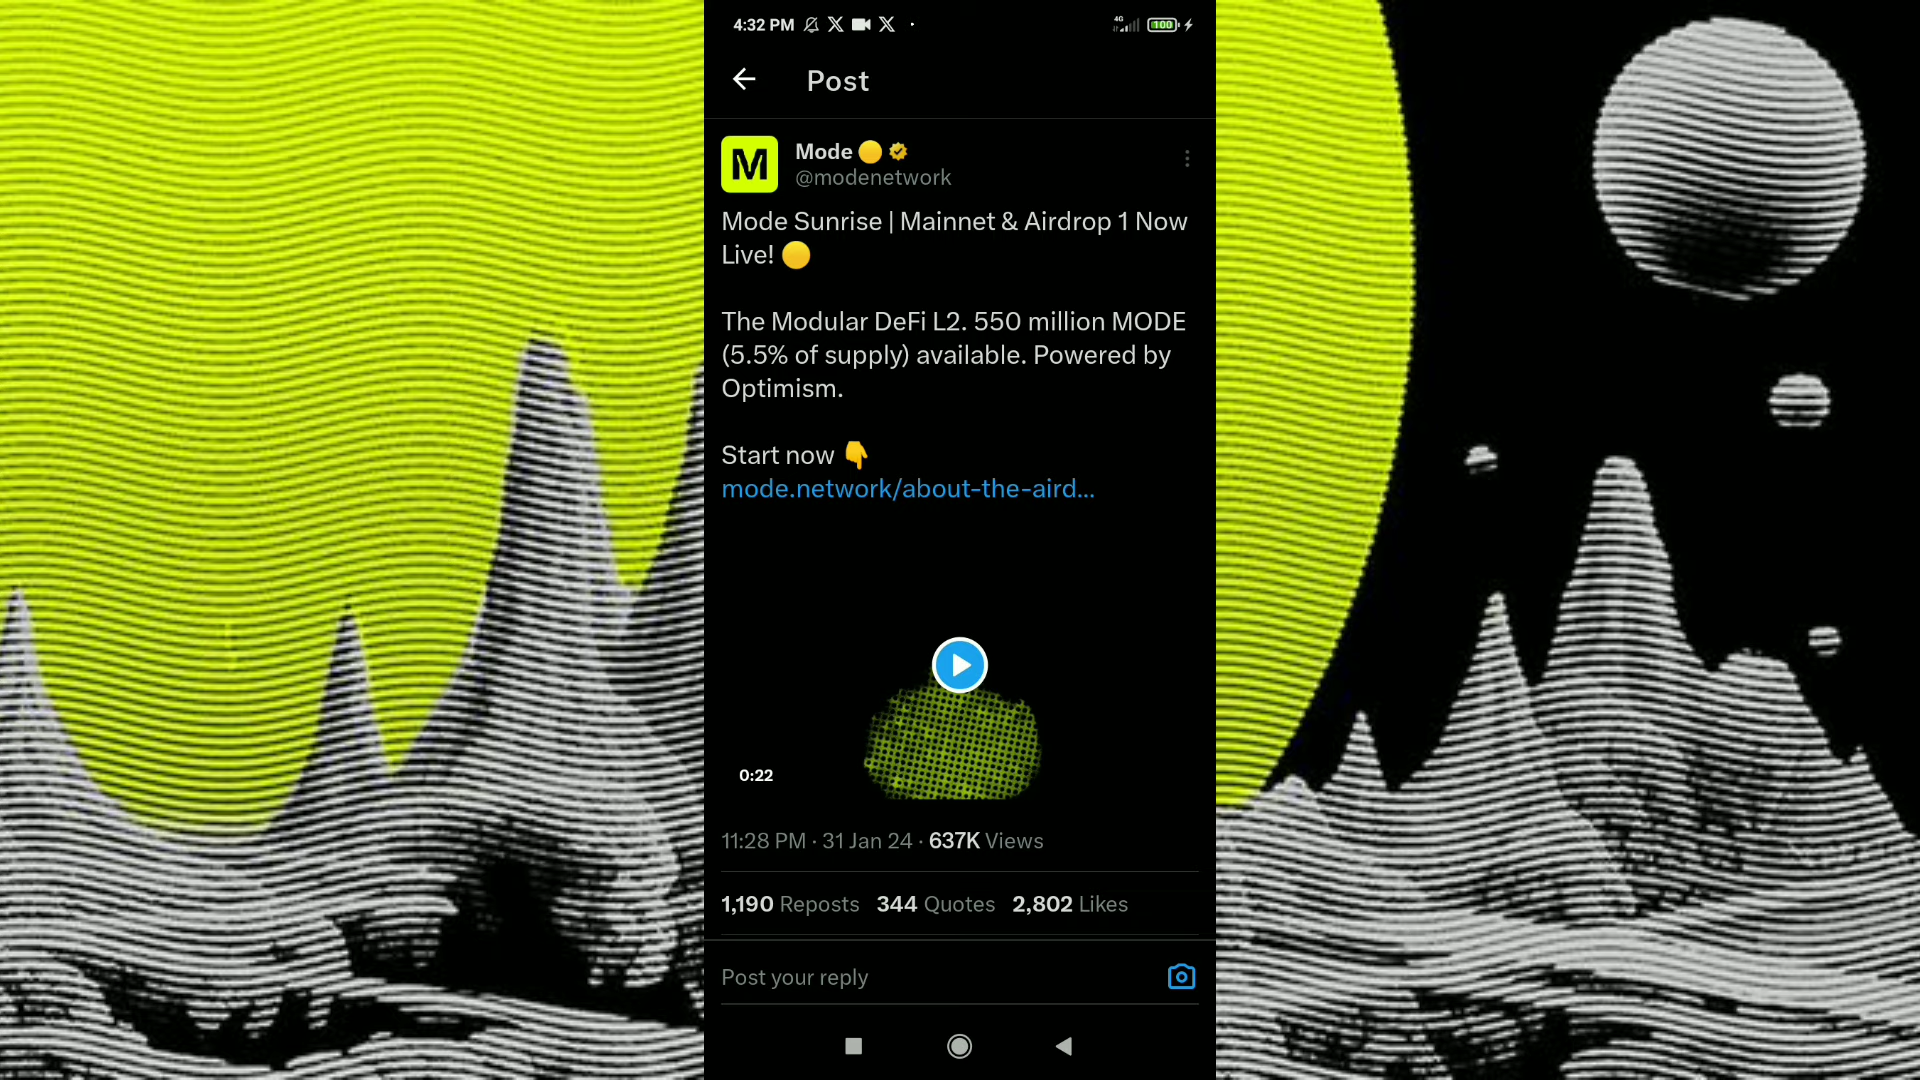 4:32 PM
4G
100
Post
M
Mode
@modenetwork
Mode Sunrise | Mainnet & Airdrop 1 Now
Live! 🟡
The Modular DeFi L2. 550 million MODE
(5.5% of supply) available. Powered by
Optimism.
Start now 👇
mode.network/about-the-aird...
0:22
11:28 PM · 31 Jan 24 · 637K Views
1,190 Reposts 344 Quotes 2,802 Likes
Post your reply